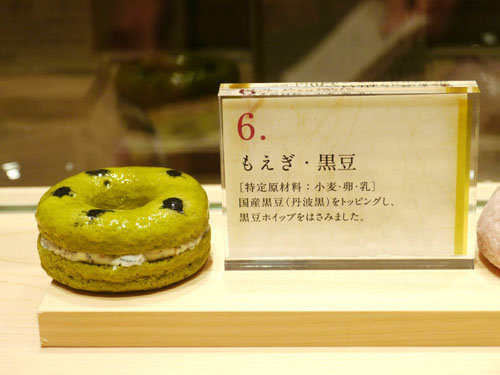 6.
もえぎ・黒豆
[特定原材料：小麦・卵・乳]
国産黒豆(丹波黒)をトッピングし、
黒豆ホイップをはさみました。